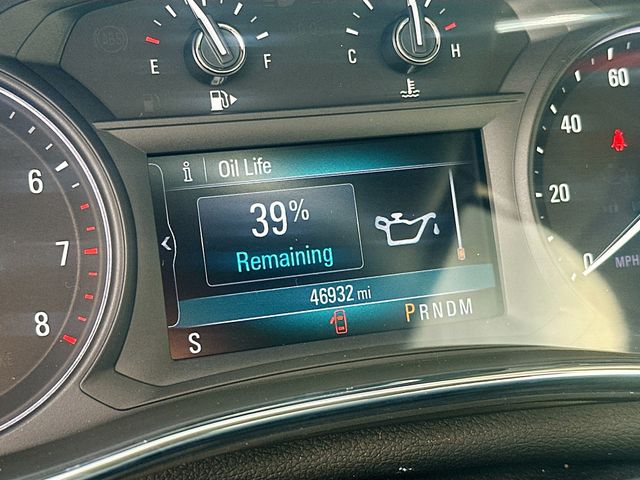 E F
C H
60
40
20
0
MPH
6
7
8
i Oil Life
39%
Remaining
46932 mi
S
PRNDM